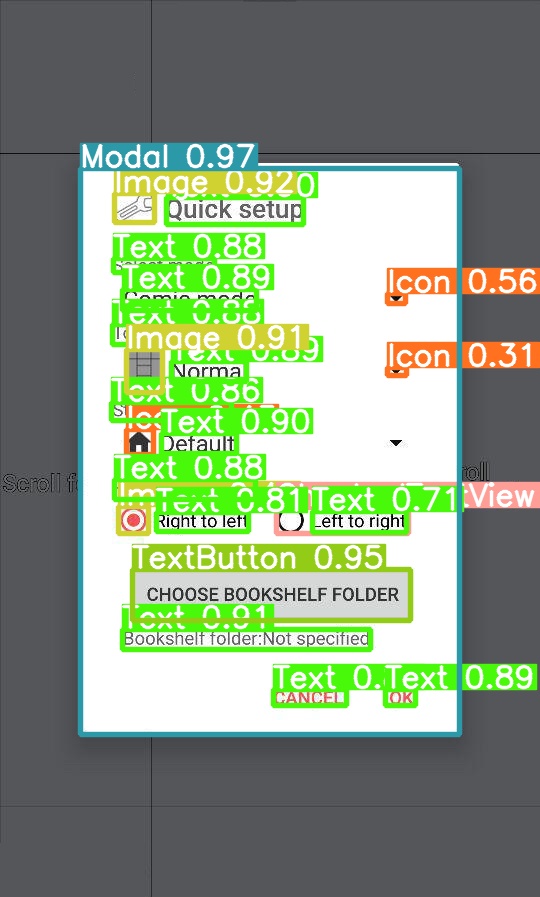 Modal 0.97
Image 0.92
Quick setup
Text 0.88
Text 0.89
Icon 0.56
Comic mode
Text 0.88
Image 0.91
Text 0.89
Icon 0.31
Norma
Text 0.86
Text 0.90
Default
Text 0.88
Scroll
Text 0.81
Text 0.71
View
Right to left
Left to right
TextButton 0.95
CHOOSE BOOKSHELF FOLDER
Text 0.91
Bookshelf folder:Not specified
Text 0.
Text 0.89
CANCEL
OK